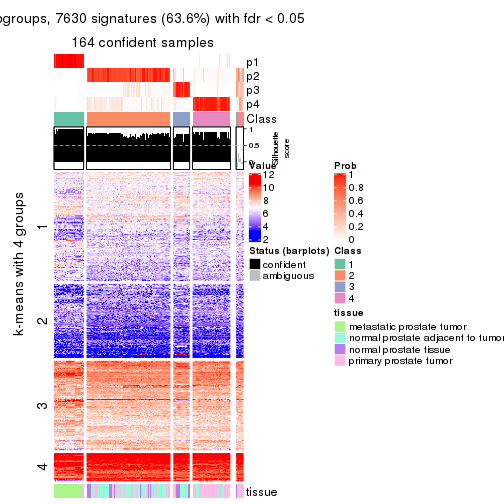 ogroups, 7630 signatures (63.6%) with fdr < 0.05
164 confident samples
p1
p2
p3
p4
Class
1
0.5
0
Silhouette
score
k-means with 4 groups
1
2
3
4
tissue
Value
12
10
8
6
4
2
Prob
1
0.8
0.6
0.4
0.2
0
Status (barplots)
confident
ambiguous
Class
1
2
3
4
tissue
metastatic prostate tumor
normal prostate adjacent to tumor
normal prostate tissue
primary prostate tumor